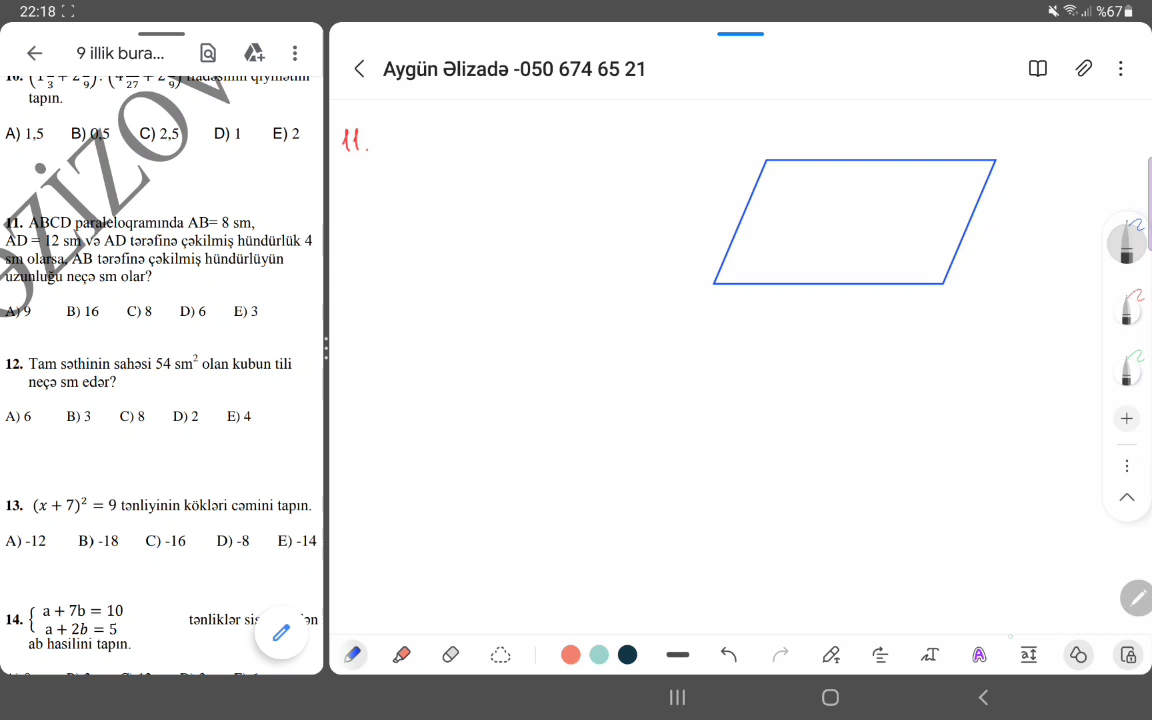 22:18
%67
9 illik bura...
Aygün Əlizadə -050 674 65 21
tapın.
A) 1,5 B) 0,5 C) 2,5 D) 1 E) 2
11.
11. ABCD paraleloqramında AB= 8 sm,
AD = 12 sm və AD tərəfinə çəkilmiş hündürlük 4
sm olarsa, AB tərəfinə çəkilmiş hündürlüyün
uzunluğu neçə sm olar?
A) 9 B) 16 C) 8 D) 6 E) 3
12. Tam səthinin sahəsi 54 sm² olan kubun tili
neçə sm edər?
A) 6 B) 3 C) 8 D) 2 E) 4
13. (x + 7)² = 9 tənliyinin kökləri cəmini tapın.
A) -12 B) -18 C) -16 D) -8 E) -14
14. { a + 7b = 10
a + 2b = 5
tənliklər
ab hasilini tapın.